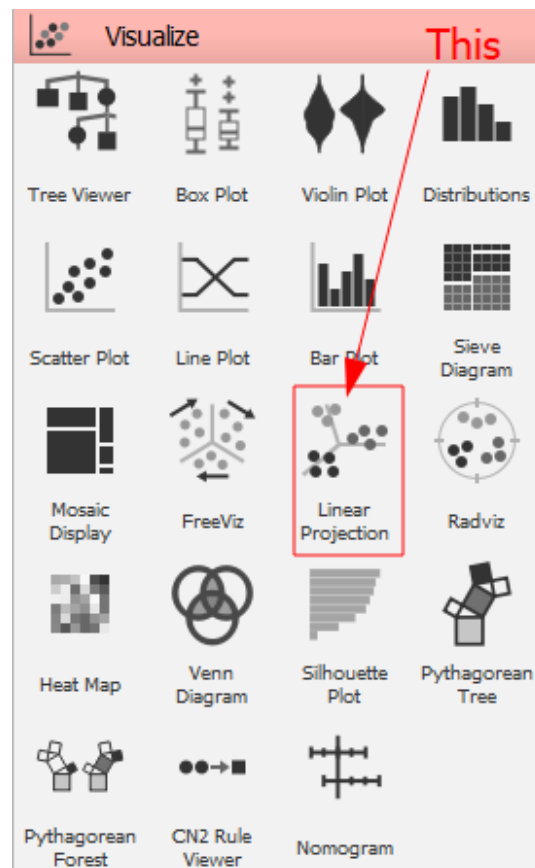 Visualize
This
Tree Viewer
Box Plot
Violin Plot
Distributions
Scatter Plot
Line Plot
Bar Plot
Sieve
Diagram
Mosaic
Display
FreeViz
Linear
Projection
Radviz
Heat Map
Venn
Diagram
Silhouette
Plot
Pythagorean
Tree
Pythagorean
Forest
CN2 Rule
Viewer
Nomogram